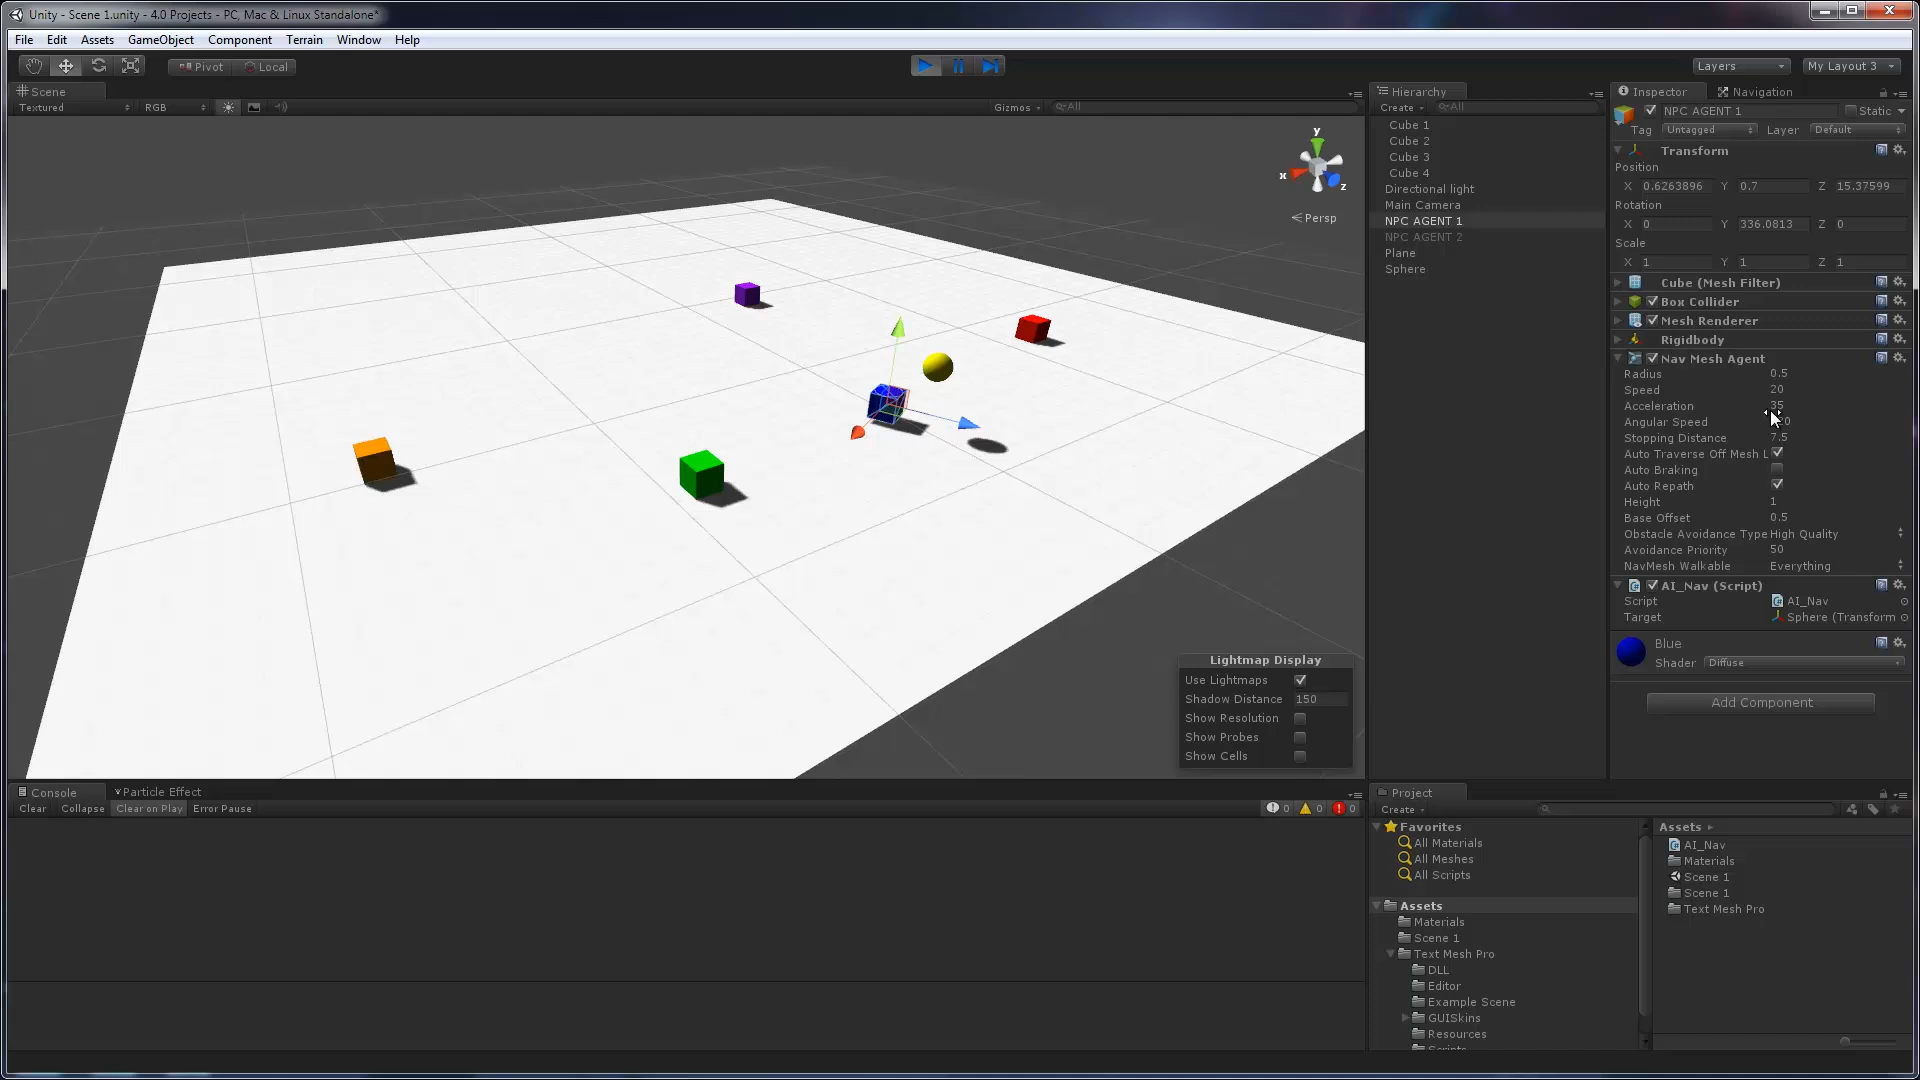 Unity - Scene 1.unity - 4.0 Projects - PC, Mac & Linux Standalone*
File Edit Assets GameObject Component Terrain Window Help
Pivot Local
Layers
My Layout 3
Scene
Textured RGB
Gizmos
All
y
x
z
Persp
Lightmap Display
Use Lightmaps
Shadow Distance 150
Show Resolution
Show Probes
Show Cells
Hierarchy
Create All
Cube 1
Cube 2
Cube 3
Cube 4
Directional light
Main Camera
NPC AGENT 1
NPC AGENT 2
Plane
Sphere
Inspector Navigation
NPC AGENT 1 Static
Tag Untagged Layer Default
Transform
Position
X 0.6263896 Y 0.7 Z 15.37599
Rotation
X 0 Y 336.0813 Z 0
Scale
X 1 Y 1 Z 1
Cube (Mesh Filter)
Box Collider
Mesh Renderer
Rigidbody
Nav Mesh Agent
Radius 0.5
Speed 20
Acceleration 35
Angular Speed
Stopping Distance 7.5
Auto Traverse Off Mesh L
Auto Braking
Auto Repath
Height 1
Base Offset 0.5
Obstacle Avoidance Type High Quality
Avoidance Priority 50
NavMesh Walkable Everything
AI_Nav (Script)
Script AI_Nav
Target Sphere (Transform
Blue
Shader Diffuse
Add Component
Console Particle Effect
Clear Collapse Clear on Play Error Pause
0 0 0
Project
Create
Favorites
All Materials
All Meshes
All Scripts
Assets
Materials
Scene 1
Text Mesh Pro
DLL
Editor
Example Scene
GUISkins
Resources
Scripts
Assets
AI_Nav
Materials
Scene 1
Scene 1
Text Mesh Pro